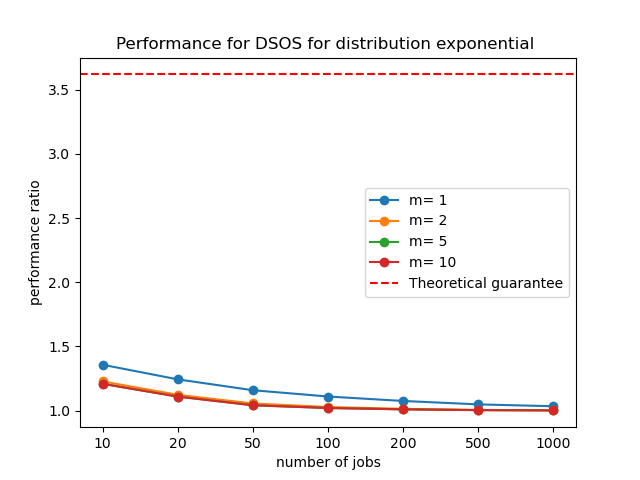 Performance for DSOS for distribution exponential
performance ratio
3.5
3.0
2.5
2.0
1.5
1.0
m= 1
m= 2
m= 5
m= 10
Theoretical guarantee
10 20 50 100 200 500 1000
number of jobs